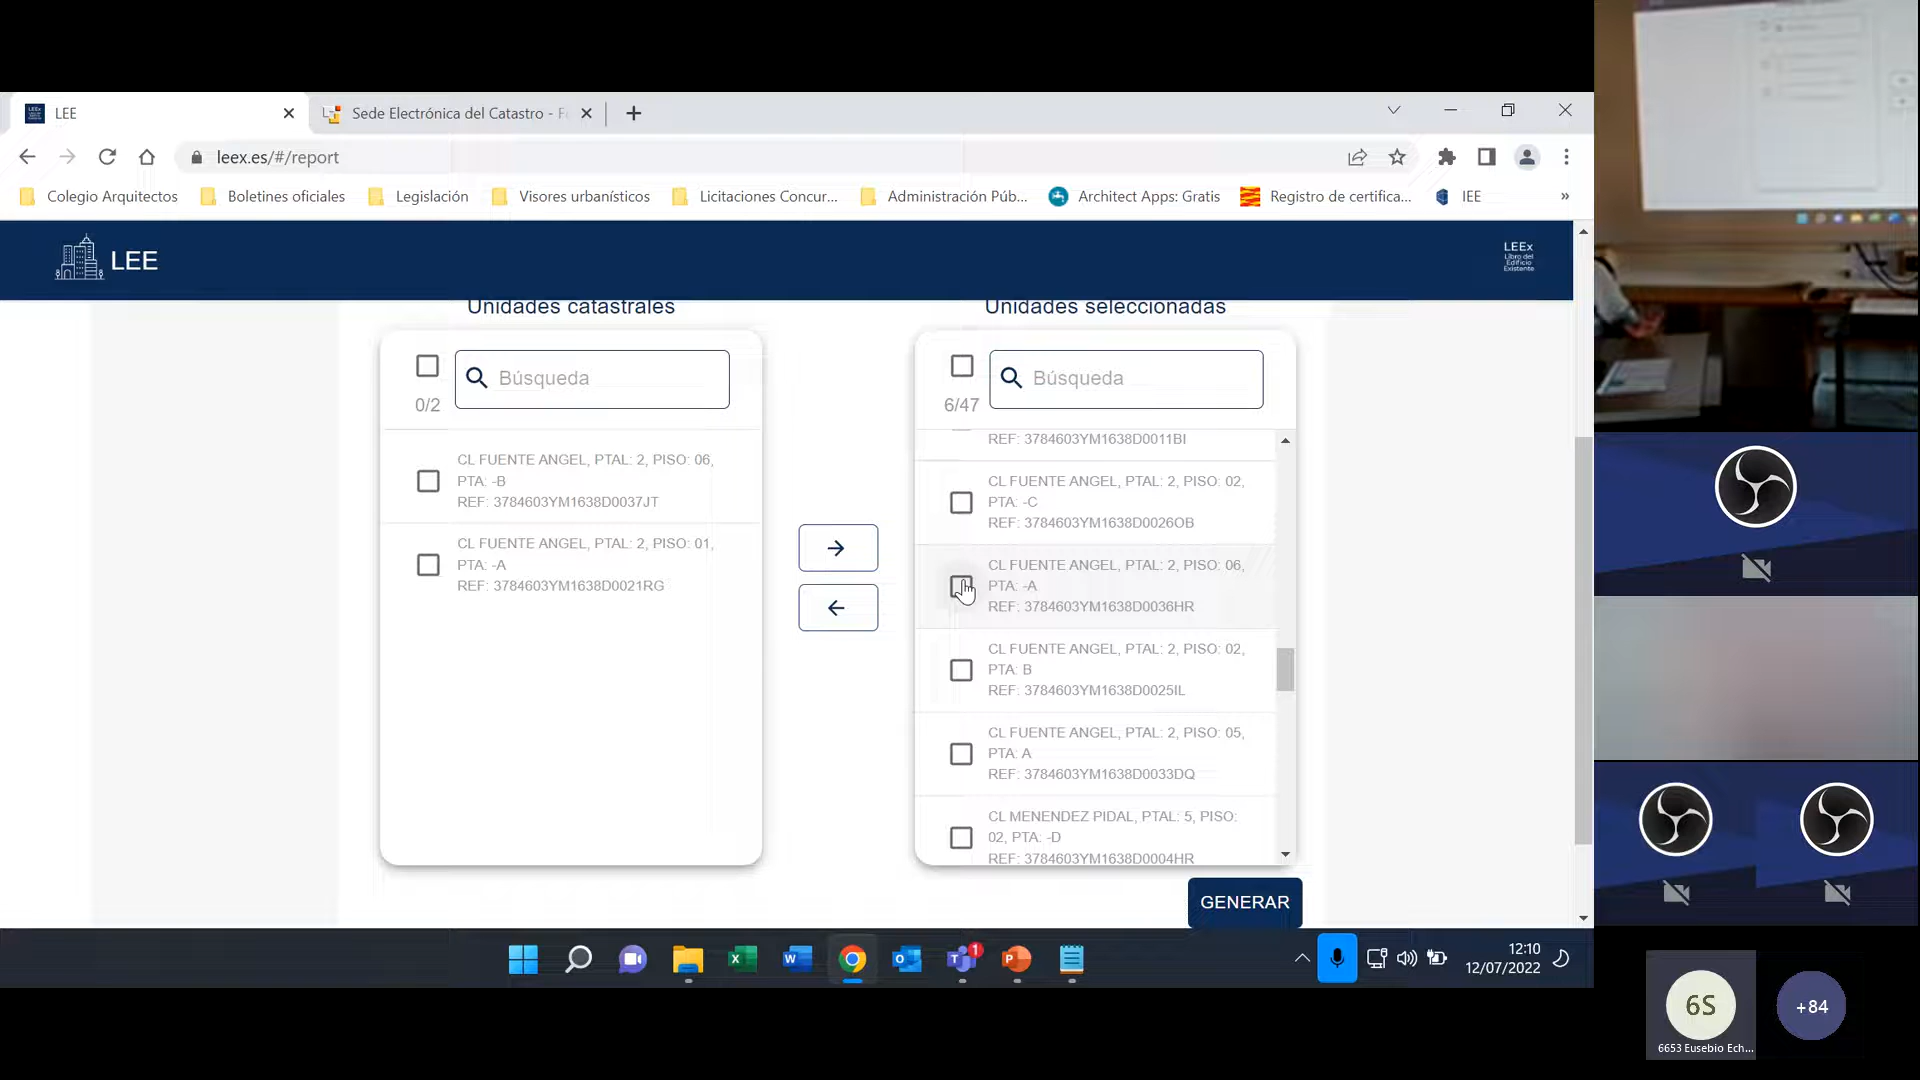 LEE
Sede Electrónica del Catastro - F
leex.es/#/report
Colegio Arquitectos
Boletines oficiales
Legislación
Visores urbanísticos
Licitaciones Concur...
Administración Púb...
Architect Apps: Gratis
Registro de certifica...
IEE
»
LEE
LEEx
Libro del
Edificio
Existente
Unidades catastrales
0/2
Búsqueda
CL FUENTE ANGEL, PTAL: 2, PISO: 06,
PTA: -B
REF: 3784603YM1638D0037JT
CL FUENTE ANGEL, PTAL: 2, PISO: 01,
PTA: -A
REF: 3784603YM1638D0021RG
Unidades seleccionadas
6/47
Búsqueda
REF: 3784603YM1638D0011BI
CL FUENTE ANGEL, PTAL: 2, PISO: 02,
PTA: -C
REF: 3784603YM1638D0026OB
CL FUENTE ANGEL, PTAL: 2, PISO: 06,
PTA: -A
REF: 3784603YM1638D0036HR
CL FUENTE ANGEL, PTAL: 2, PISO: 02,
PTA: B
REF: 3784603YM1638D0025IL
CL FUENTE ANGEL, PTAL: 2, PISO: 05,
PTA: A
REF: 3784603YM1638D0033DQ
CL MENENDEZ PIDAL, PTAL: 5, PISO:
02, PTA: -D
REF: 3784603YM1638D0004HR
GENERAR
1
12:10
12/07/2022
6S
6653 Eusebio Ech...
+84